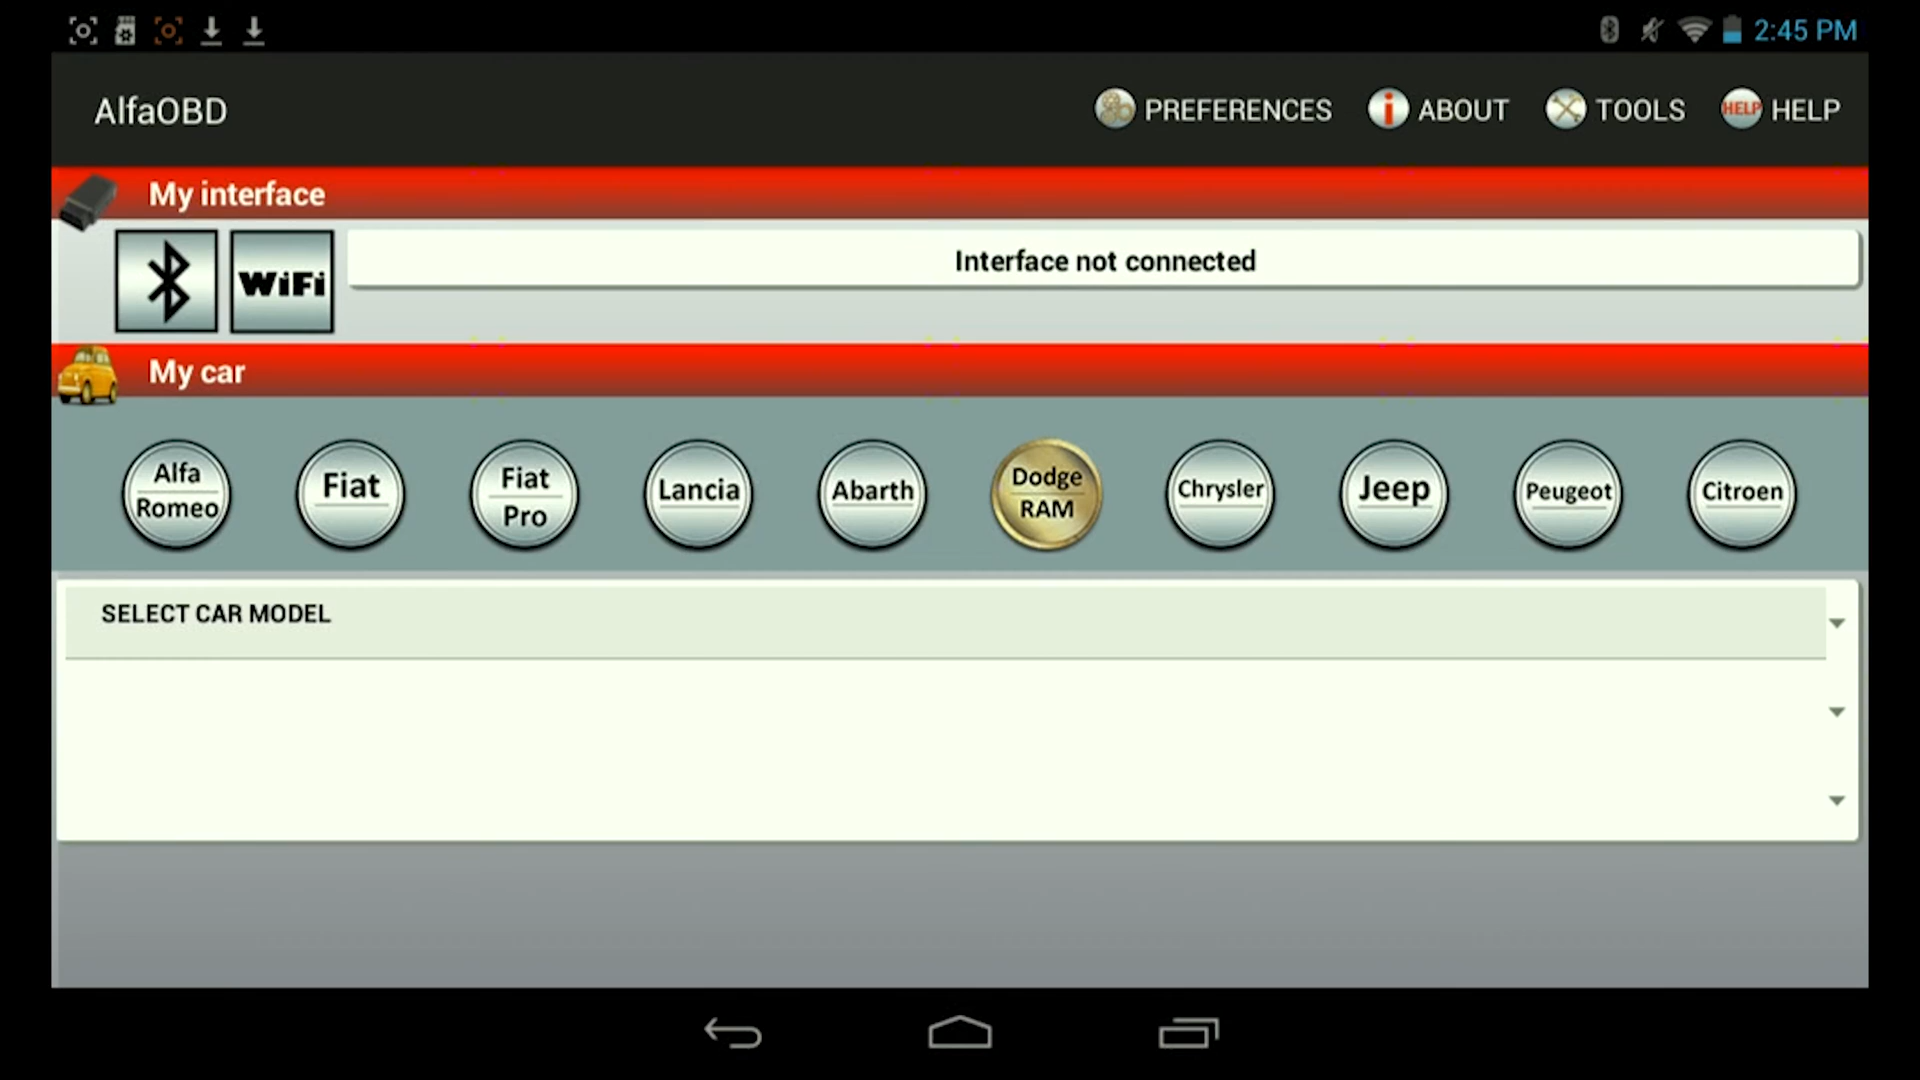 2:45 PM
AlfaOBD
PREFERENCES
ABOUT
TOOLS
HELP
HELP
My interface
WiFi
Interface not connected
My car
Alfa
Romeo
Fiat
Fiat
Pro
Lancia
Abarth
Dodge
RAM
Chrysler
Jeep
Peugeot
Citroen
SELECT CAR MODEL